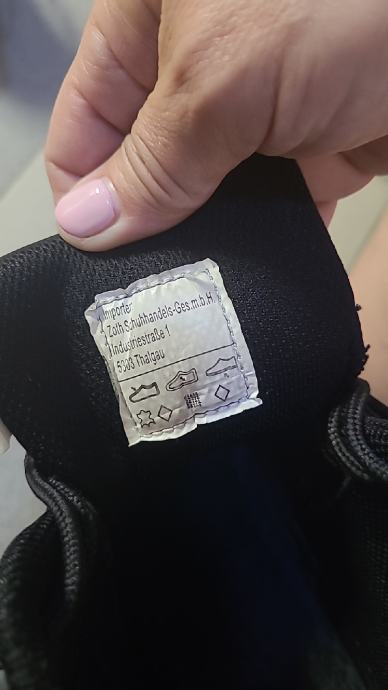 Importer:
Zoth Schuhhandels-Ges.m.b.H.
Industriestraße 1
5303 Thalgau